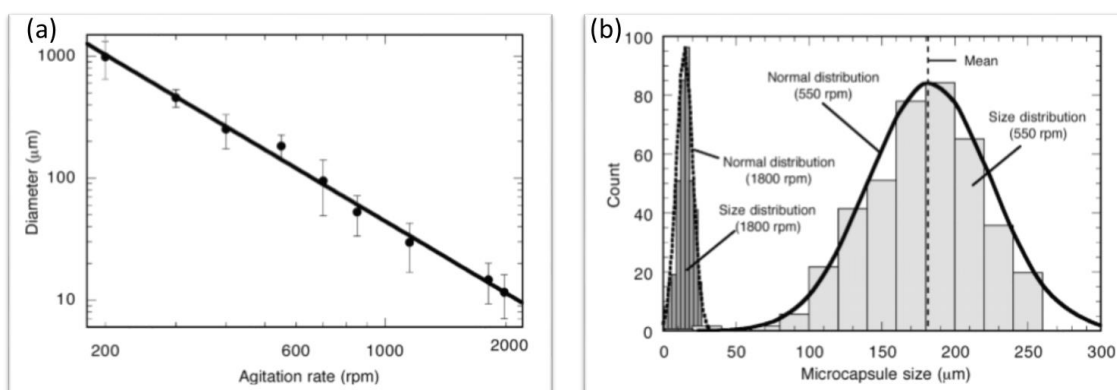 (a)
1000
100
10
Diameter (μm)
200
600
1000
2000
Agitation rate (rpm)
(b)
100
80
60
40
20
0
Count
Mean
Normal distribution
(550 rpm)
Size distribution
(550 rpm)
Normal distribution
(1800 rpm)
Size distribution
(1800 rpm)
0
50
100
150
200
250
300
Microcapsule size (μm)